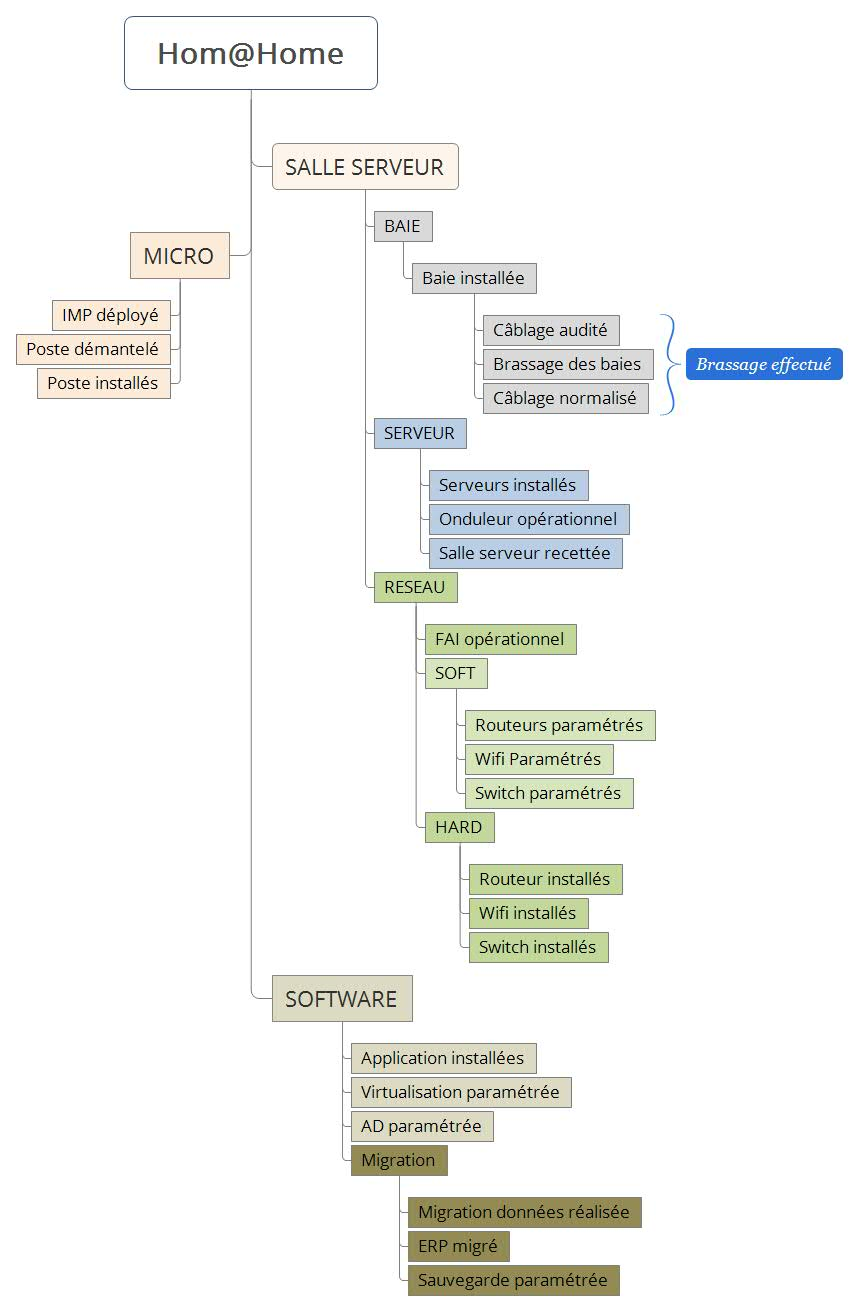 Hom@Home
SALLE SERVEUR
BAIE
MICRO
Baie installée
IMP déployé
Câblage audité
Poste démantelé
Brassage des baies
Brassage effectué
Poste installés
Câblage normalisé
SERVEUR
Serveurs installés
Onduleur opérationnel
Salle serveur recettée
RESEAU
FAI opérationnel
SOFT
Routeurs paramétrés
Wifi Paramétrés
Switch paramétrés
HARD
Routeur installés
Wifi installés
Switch installés
SOFTWARE
Application installées
Virtualisation paramétrée
AD paramétrée
Migration
Migration données réalisée
ERP migré
Sauvegarde paramétrée